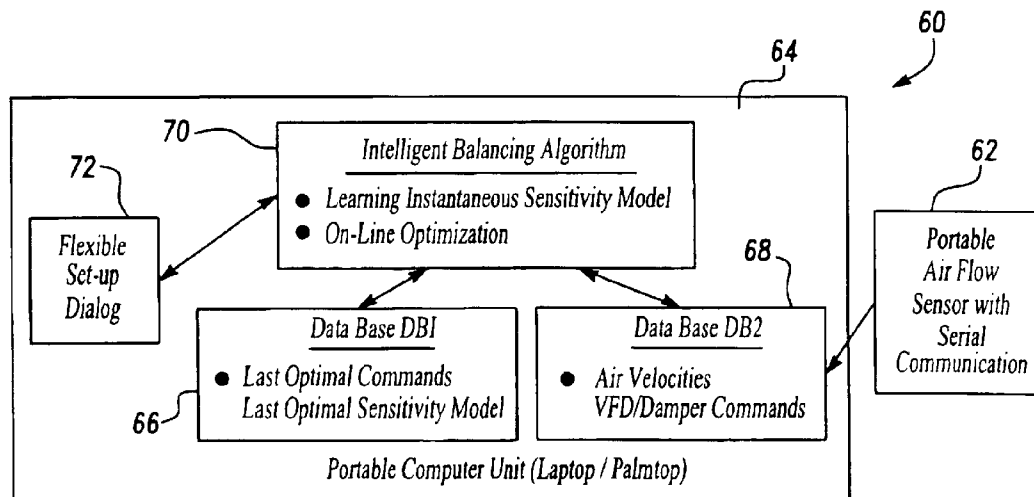 60
64
70
Intelligent Balancing Algorithm
● Learning Instantaneous Sensitivity Model
● On-Line Optimization
72
Flexible
Set-up
Dialog
62
Portable
Air Flow
Sensor with
Serial
Communication
66
Data Base DB1
● Last Optimal Commands
Last Optimal Sensitivity Model
68
Data Base DB2
● Air Velocities
VFD/Damper Commands
Portable Computer Unit (Laptop / Palmtop)